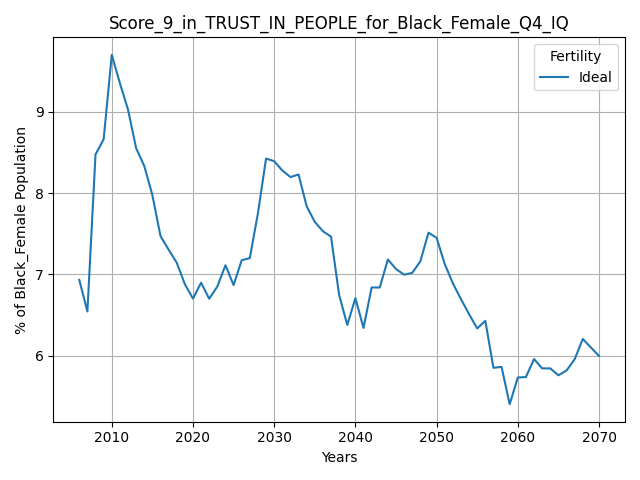 Score_9_in_TRUST_IN_PEOPLE_for_Black_Female_Q4_IQ
Fertility
Ideal
% of Black_Female Population
9
8
7
6
2010 2020 2030 2040 2050 2060 2070
Years